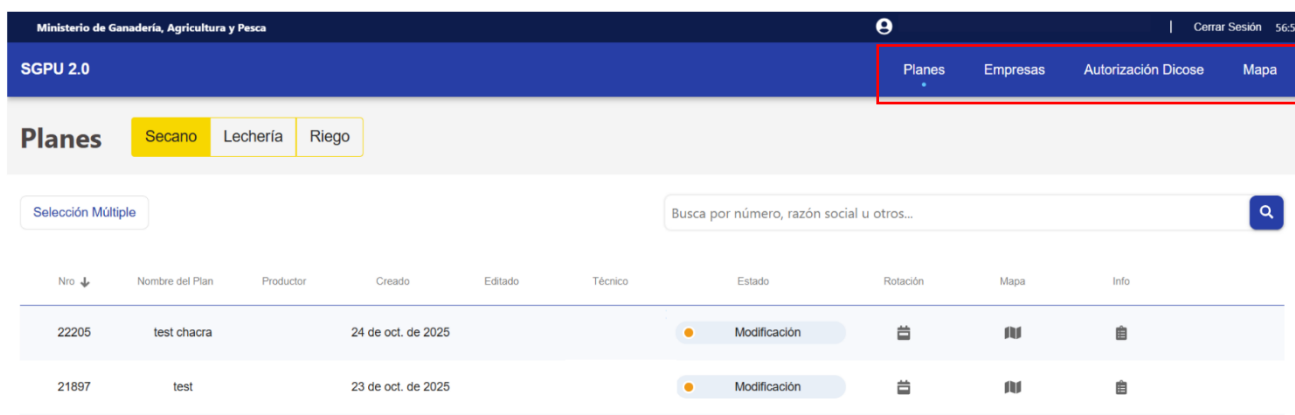 Ministerio de Ganadería, Agricultura y Pesca | Cerrar Sesión 56:5
SGPU 2.0 Planes Empresas Autorización Dicose Mapa
Planes Secano Lechería Riego
Selección Múltiple Busca por número, razón social u otros...
Nro Nombre del Plan Productor Creado Editado Técnico Estado Rotación Mapa Info
22205 test chacra 24 de oct. de 2025 Modificación
21897 test 23 de oct. de 2025 Modificación